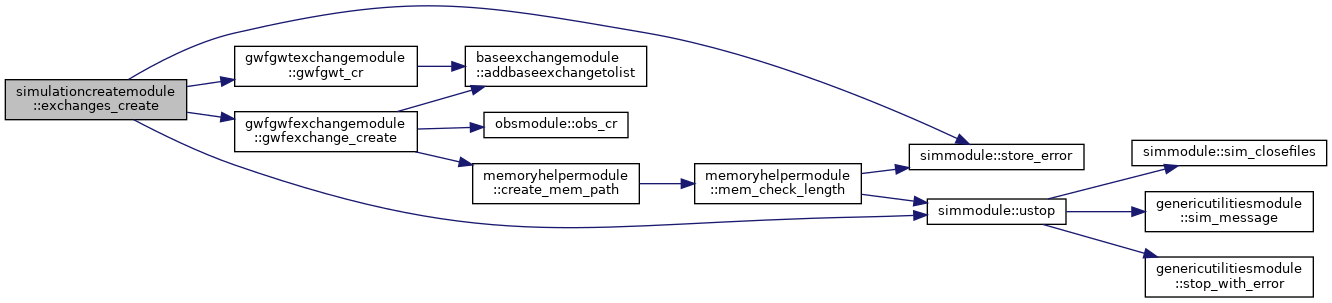 simulationcreatemodule
::exchanges_create
gwfgwtexchangemodule
::gwfgwt_cr
gwfgwfexchangemodule
::gwfexchange_create
baseexchangemodule
::addbaseexchangetolist
obsmodule::obs_cr
memoryhelpermodule
::create_mem_path
memoryhelpermodule
::mem_check_length
simmodule::store_error
simmodule::ustop
simmodule::sim_closefiles
genericutilitiesmodule
::sim_message
genericutilitiesmodule
::stop_with_error